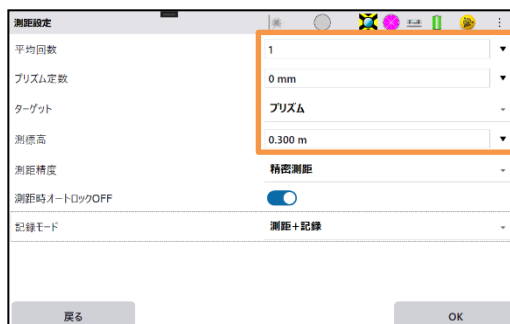 測距設定
平均回数 1
プリズム定数 0 mm
ターゲット プリズム
測標高 0.300 m
測距精度 精密測距
測距時オートロックOFF
記録モード 測距+記録
戻る OK